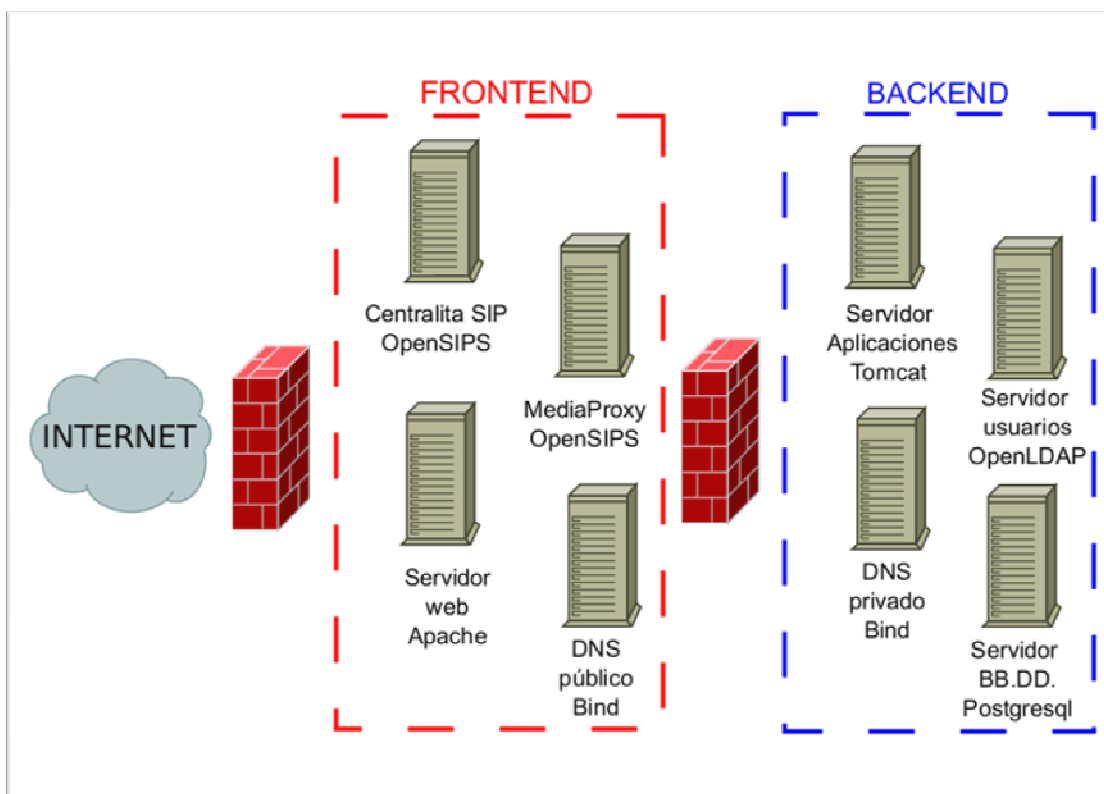 FRONTEND
BACKEND
INTERNET
Centralita SIP
OpenSIPS
MediaProxy
OpenSIPS
Servidor
web
Apache
DNS
público
Bind
Servidor
Aplicaciones
Tomcat
Servidor
usuarios
OpenLDAP
DNS
privado
Bind
Servidor
BB.DD.
Postgresql